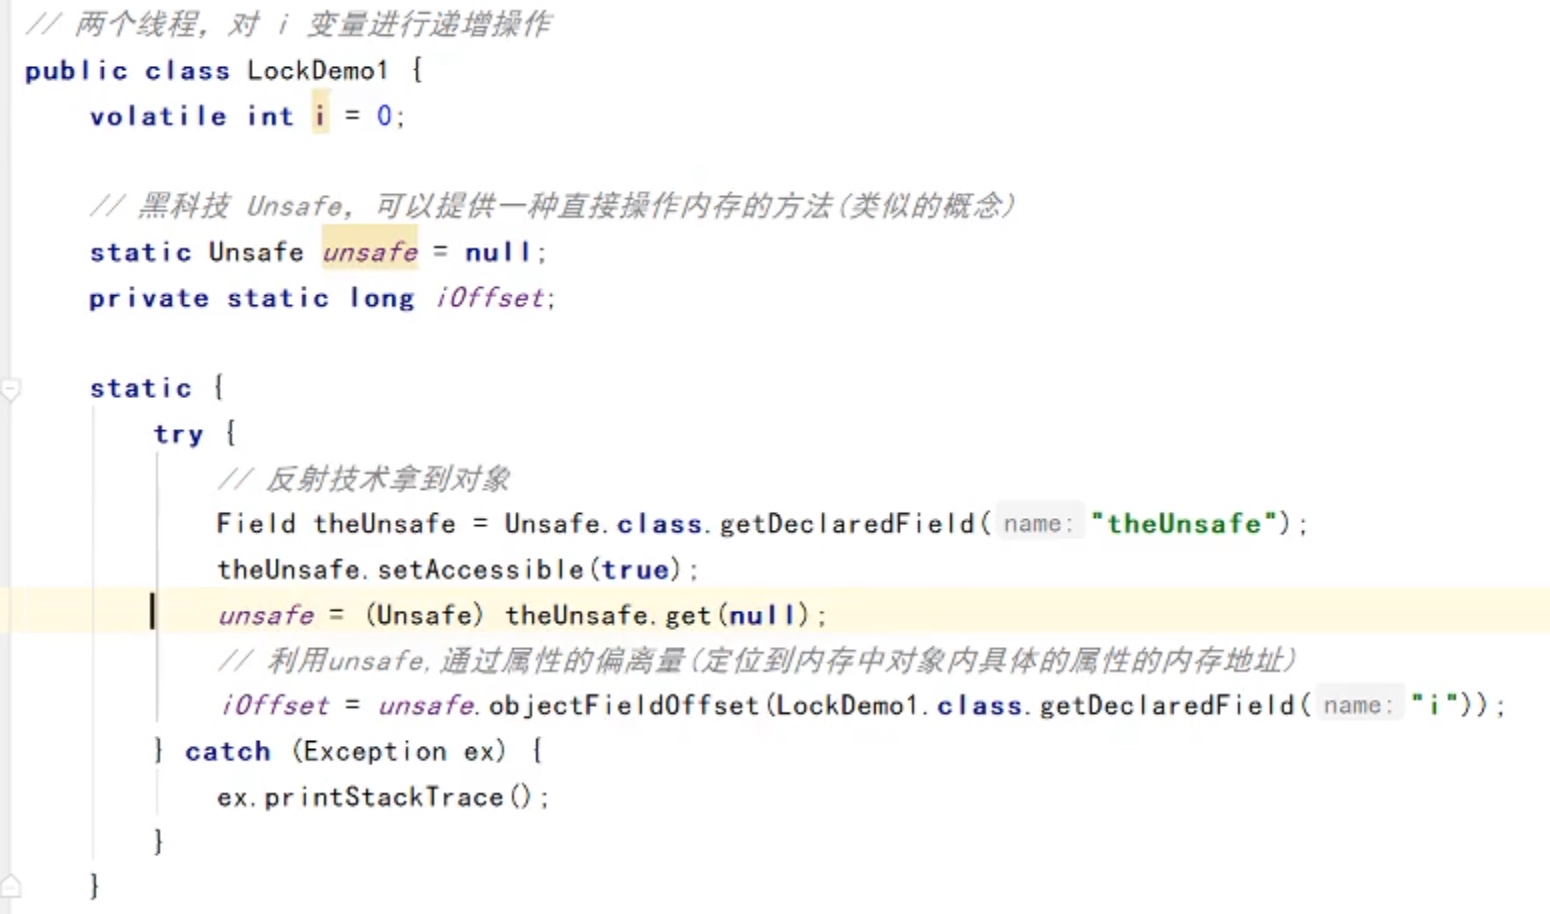 // 两个线程，对 i 变量进行递增操作
public class LockDemo1 {
volatile int i = 0;
// 黑科技 Unsafe，可以提供一种直接操作内存的方法(类似的概念)
static Unsafe unsafe = null;
private static long iOffset;
static {
try {
// 反射技术拿到对象
Field theUnsafe = Unsafe.class.getDeclaredField( name: "theUnsafe");
theUnsafe.setAccessible(true);
unsafe = (Unsafe) theUnsafe.get(null);
// 利用unsafe,通过属性的偏离量(定位到内存中对象内具体的属性的内存地址)
iOffset = unsafe.objectFieldOffset(LockDemo1.class.getDeclaredField( name: "i"));
} catch (Exception ex) {
ex.printStackTrace();
}
}